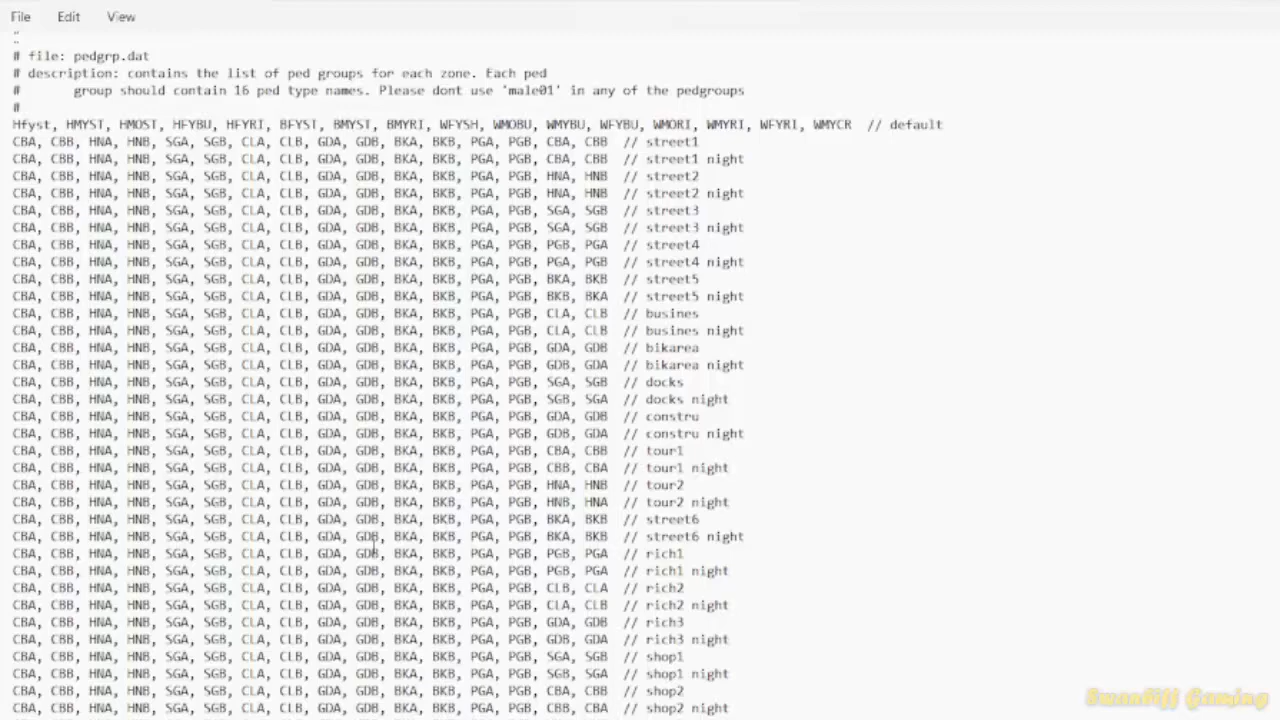 File Edit View
# file: pedgrp.dat
# description: contains the list of ped groups for each zone. Each ped
# group should contain 16 ped type names. Please dont use 'male01' in any of the pedgroups
#
Hfyst, HMYST, HMOST, HFYBU, HFYRI, BFYST, BMYST, BMYRI, WFYSH, WMOBU, WMYBU, WFYBU, WMORI, WMYRI, WFYRI, WMYCR // default
CBA, CBB, HNA, HNB, SGA, SGB, CLA, CLB, GDA, GDB, BKA, BKB, PGA, PGB, CBA, CBB // street1
CBA, CBB, HNA, HNB, SGA, SGB, CLA, CLB, GDA, GDB, BKA, BKB, PGA, PGB, CBA, CBB // street1 night
CBA, CBB, HNA, HNB, SGA, SGB, CLA, CLB, GDA, GDB, BKA, BKB, PGA, PGB, HNA, HNB // street2
CBA, CBB, HNA, HNB, SGA, SGB, CLA, CLB, GDA, GDB, BKA, BKB, PGA, PGB, HNA, HNB // street2 night
CBA, CBB, HNA, HNB, SGA, SGB, CLA, CLB, GDA, GDB, BKA, BKB, PGA, PGB, SGA, SGB // street3
CBA, CBB, HNA, HNB, SGA, SGB, CLA, CLB, GDA, GDB, BKA, BKB, PGA, PGB, SGA, SGB // street3 night
CBA, CBB, HNA, HNB, SGA, SGB, CLA, CLB, GDA, GDB, BKA, BKB, PGA, PGB, PGB, PGA // street4
CBA, CBB, HNA, HNB, SGA, SGB, CLA, CLB, GDA, GDB, BKA, BKB, PGA, PGB, PGA, PGB // street4 night
CBA, CBB, HNA, HNB, SGA, SGB, CLA, CLB, GDA, GDB, BKA, BKB, PGA, PGB, BKA, BKB // street5
CBA, CBB, HNA, HNB, SGA, SGB, CLA, CLB, GDA, GDB, BKA, BKB, PGA, PGB, BKB, BKA // street5 night
CBA, CBB, HNA, HNB, SGA, SGB, CLA, CLB, GDA, GDB, BKA, BKB, PGA, PGB, CLA, CLB // busines
CBA, CBB, HNA, HNB, SGA, SGB, CLA, CLB, GDA, GDB, BKA, BKB, PGA, PGB, CLA, CLB // busines night
CBA, CBB, HNA, HNB, SGA, SGB, CLA, CLB, GDA, GDB, BKA, BKB, PGA, PGB, GDA, GDB // bikarea
CBA, CBB, HNA, HNB, SGA, SGB, CLA, CLB, GDA, GDB, BKA, BKB, PGA, PGB, GDB, GDA // bikarea night
CBA, CBB, HNA, HNB, SGA, SGB, CLA, CLB, GDA, GDB, BKA, BKB, PGA, PGB, SGA, SGB // docks
CBA, CBB, HNA, HNB, SGA, SGB, CLA, CLB, GDA, GDB, BKA, BKB, PGA, PGB, SGB, SGA // docks night
CBA, CBB, HNA, HNB, SGA, SGB, CLA, CLB, GDA, GDB, BKA, BKB, PGA, PGB, GDA, GDB // constru
CBA, CBB, HNA, HNB, SGA, SGB, CLA, CLB, GDA, GDB, BKA, BKB, PGA, PGB, GDB, GDA // constru night
CBA, CBB, HNA, HNB, SGA, SGB, CLA, CLB, GDA, GDB, BKA, BKB, PGA, PGB, CBA, CBB // tour1
CBA, CBB, HNA, HNB, SGA, SGB, CLA, CLB, GDA, GDB, BKA, BKB, PGA, PGB, CBB, CBA // tour1 night
CBA, CBB, HNA, HNB, SGA, SGB, CLA, CLB, GDA, GDB, BKA, BKB, PGA, PGB, HNA, HNB // tour2
CBA, CBB, HNA, HNB, SGA, SGB, CLA, CLB, GDA, GDB, BKA, BKB, PGA, PGB, HNB, HNA // tour2 night
CBA, CBB, HNA, HNB, SGA, SGB, CLA, CLB, GDA, GDB, BKA, BKB, PGA, PGB, BKA, BKB // street6
CBA, CBB, HNA, HNB, SGA, SGB, CLA, CLB, GDA, GDB, BKA, BKB, PGA, PGB, BKA, BKB // street6 night
CBA, CBB, HNA, HNB, SGA, SGB, CLA, CLB, GDA, GDB, BKA, BKB, PGA, PGB, PGB, PGA // rich1
CBA, CBB, HNA, HNB, SGA, SGB, CLA, CLB, GDA, GDB, BKA, BKB, PGA, PGB, PGB, PGA // rich1 night
CBA, CBB, HNA, HNB, SGA, SGB, CLA, CLB, GDA, GDB, BKA, BKB, PGA, PGB, CLB, CLA // rich2
CBA, CBB, HNA, HNB, SGA, SGB, CLA, CLB, GDA, GDB, BKA, BKB, PGA, PGB, CLA, CLB // rich2 night
CBA, CBB, HNA, HNB, SGA, SGB, CLA, CLB, GDA, GDB, BKA, BKB, PGA, PGB, GDA, GDB // rich3
CBA, CBB, HNA, HNB, SGA, SGB, CLA, CLB, GDA, GDB, BKA, BKB, PGA, PGB, GDB, GDA // rich3 night
CBA, CBB, HNA, HNB, SGA, SGB, CLA, CLB, GDA, GDB, BKA, BKB, PGA, PGB, SGA, SGB // shop1
CBA, CBB, HNA, HNB, SGA, SGB, CLA, CLB, GDA, GDB, BKA, BKB, PGA, PGB, SGB, SGA // shop1 night
CBA, CBB, HNA, HNB, SGA, SGB, CLA, CLB, GDA, GDB, BKA, BKB, PGA, PGB, CBA, CBB // shop2
CBA, CBB, HNA, HNB, SGA, SGB, CLA, CLB, GDA, GDB, BKA, BKB, PGA, PGB, CBB, CBA // shop2 night
Gaming